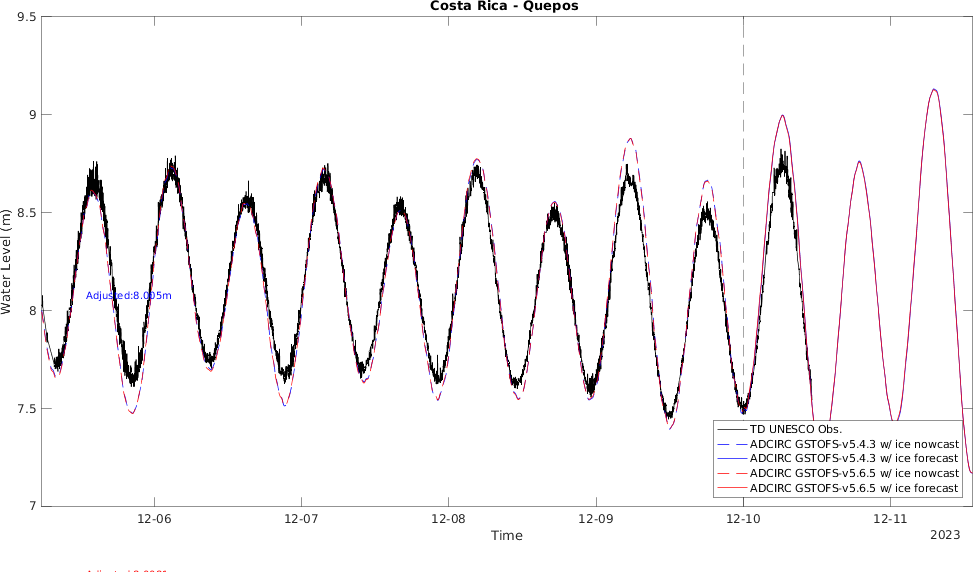 Costa Rica - Quepos
9.5
9
8.5
8
7.5
7
Water Level (m)
Adjusted:8.005m
TD UNESCO Obs.
ADCIRC GSTOFS-v5.4.3 w/ ice nowcast
ADCIRC GSTOFS-v5.4.3 w/ ice forecast
ADCIRC GSTOFS-v5.6.5 w/ ice nowcast
ADCIRC GSTOFS-v5.6.5 w/ ice forecast
12-06 12-07 12-08 12-09 12-10 12-11
Time
2023